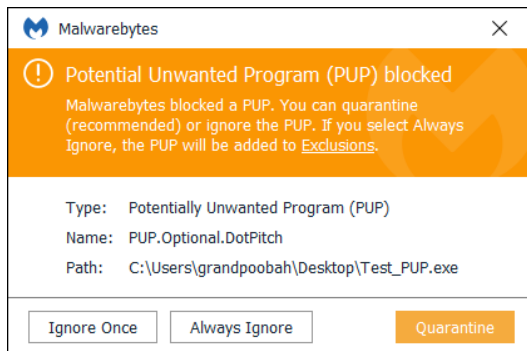 Malwarebytes
Potential Unwanted Program (PUP) blocked
Malwarebytes blocked a PUP. You can quarantine
(recommended) or ignore the PUP. If you select Always
Ignore, the PUP will be added to Exclusions.
Type: Potentially Unwanted Program (PUP)
Name: PUP.Optional.DotPitch
Path: C:\Users\grandpoobah\Desktop\Test_PUP.exe
Ignore Once Always Ignore Quarantine